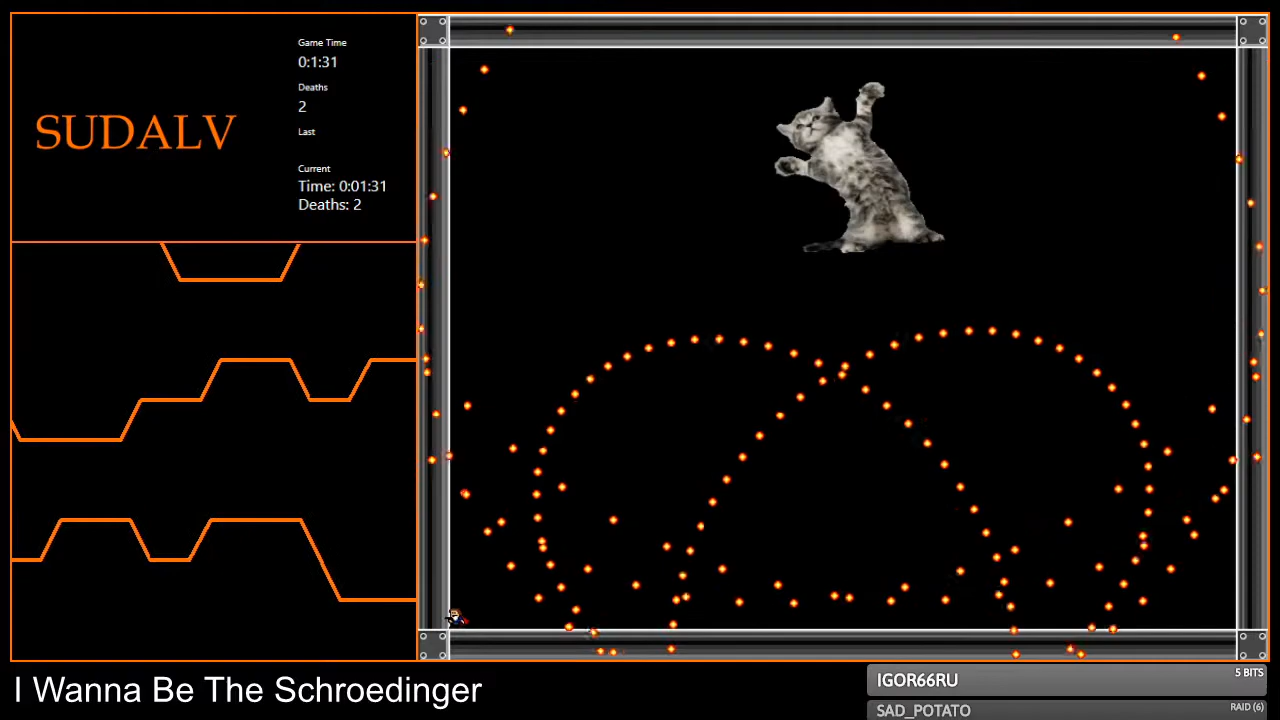 SUDALV
Game Time
0:1:31
Deaths
2
Last
Current
Time: 0:01:31
Deaths: 2
I Wanna Be The Schroedinger
IGOR66RU
5 BITS
SAD_POTATO
RAID (6)